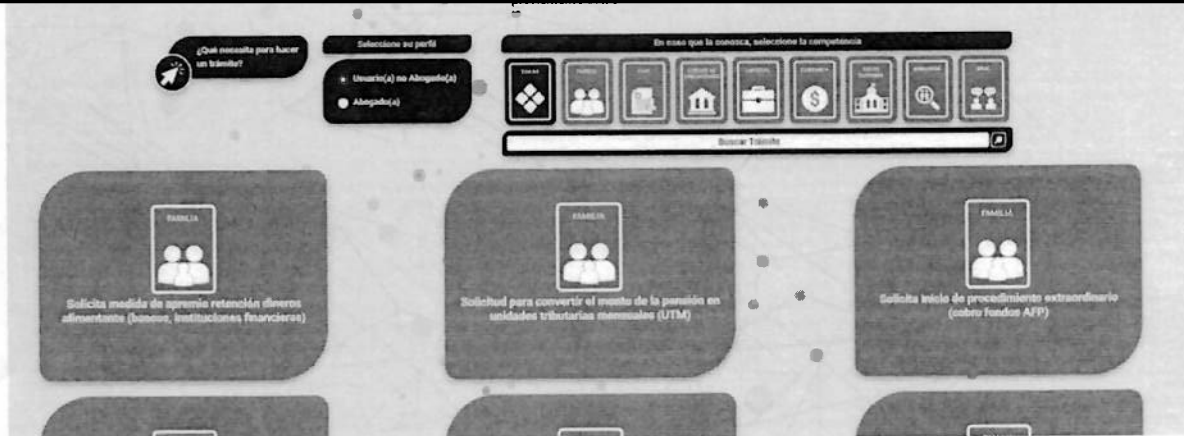 ¿Qué necesita para hacer
un trámite?
Seleccione su perfil
Usuario(a) no Abogado(a)
Abogado(a)
En caso que la conozca, seleccione la competencia
FAMILIA
Buscar Trámite
FAMILIA
Solicita medida de apremio retención dineros
alimentante (bancos, instituciones financieras)
FAMILIA
Solicitud para convertir el monto de la pensión en
unidades tributarias mensuales (UTM)
FAMILIA
Solicita inicio de procedimiento extraordinario
(cobro fondos AFP)